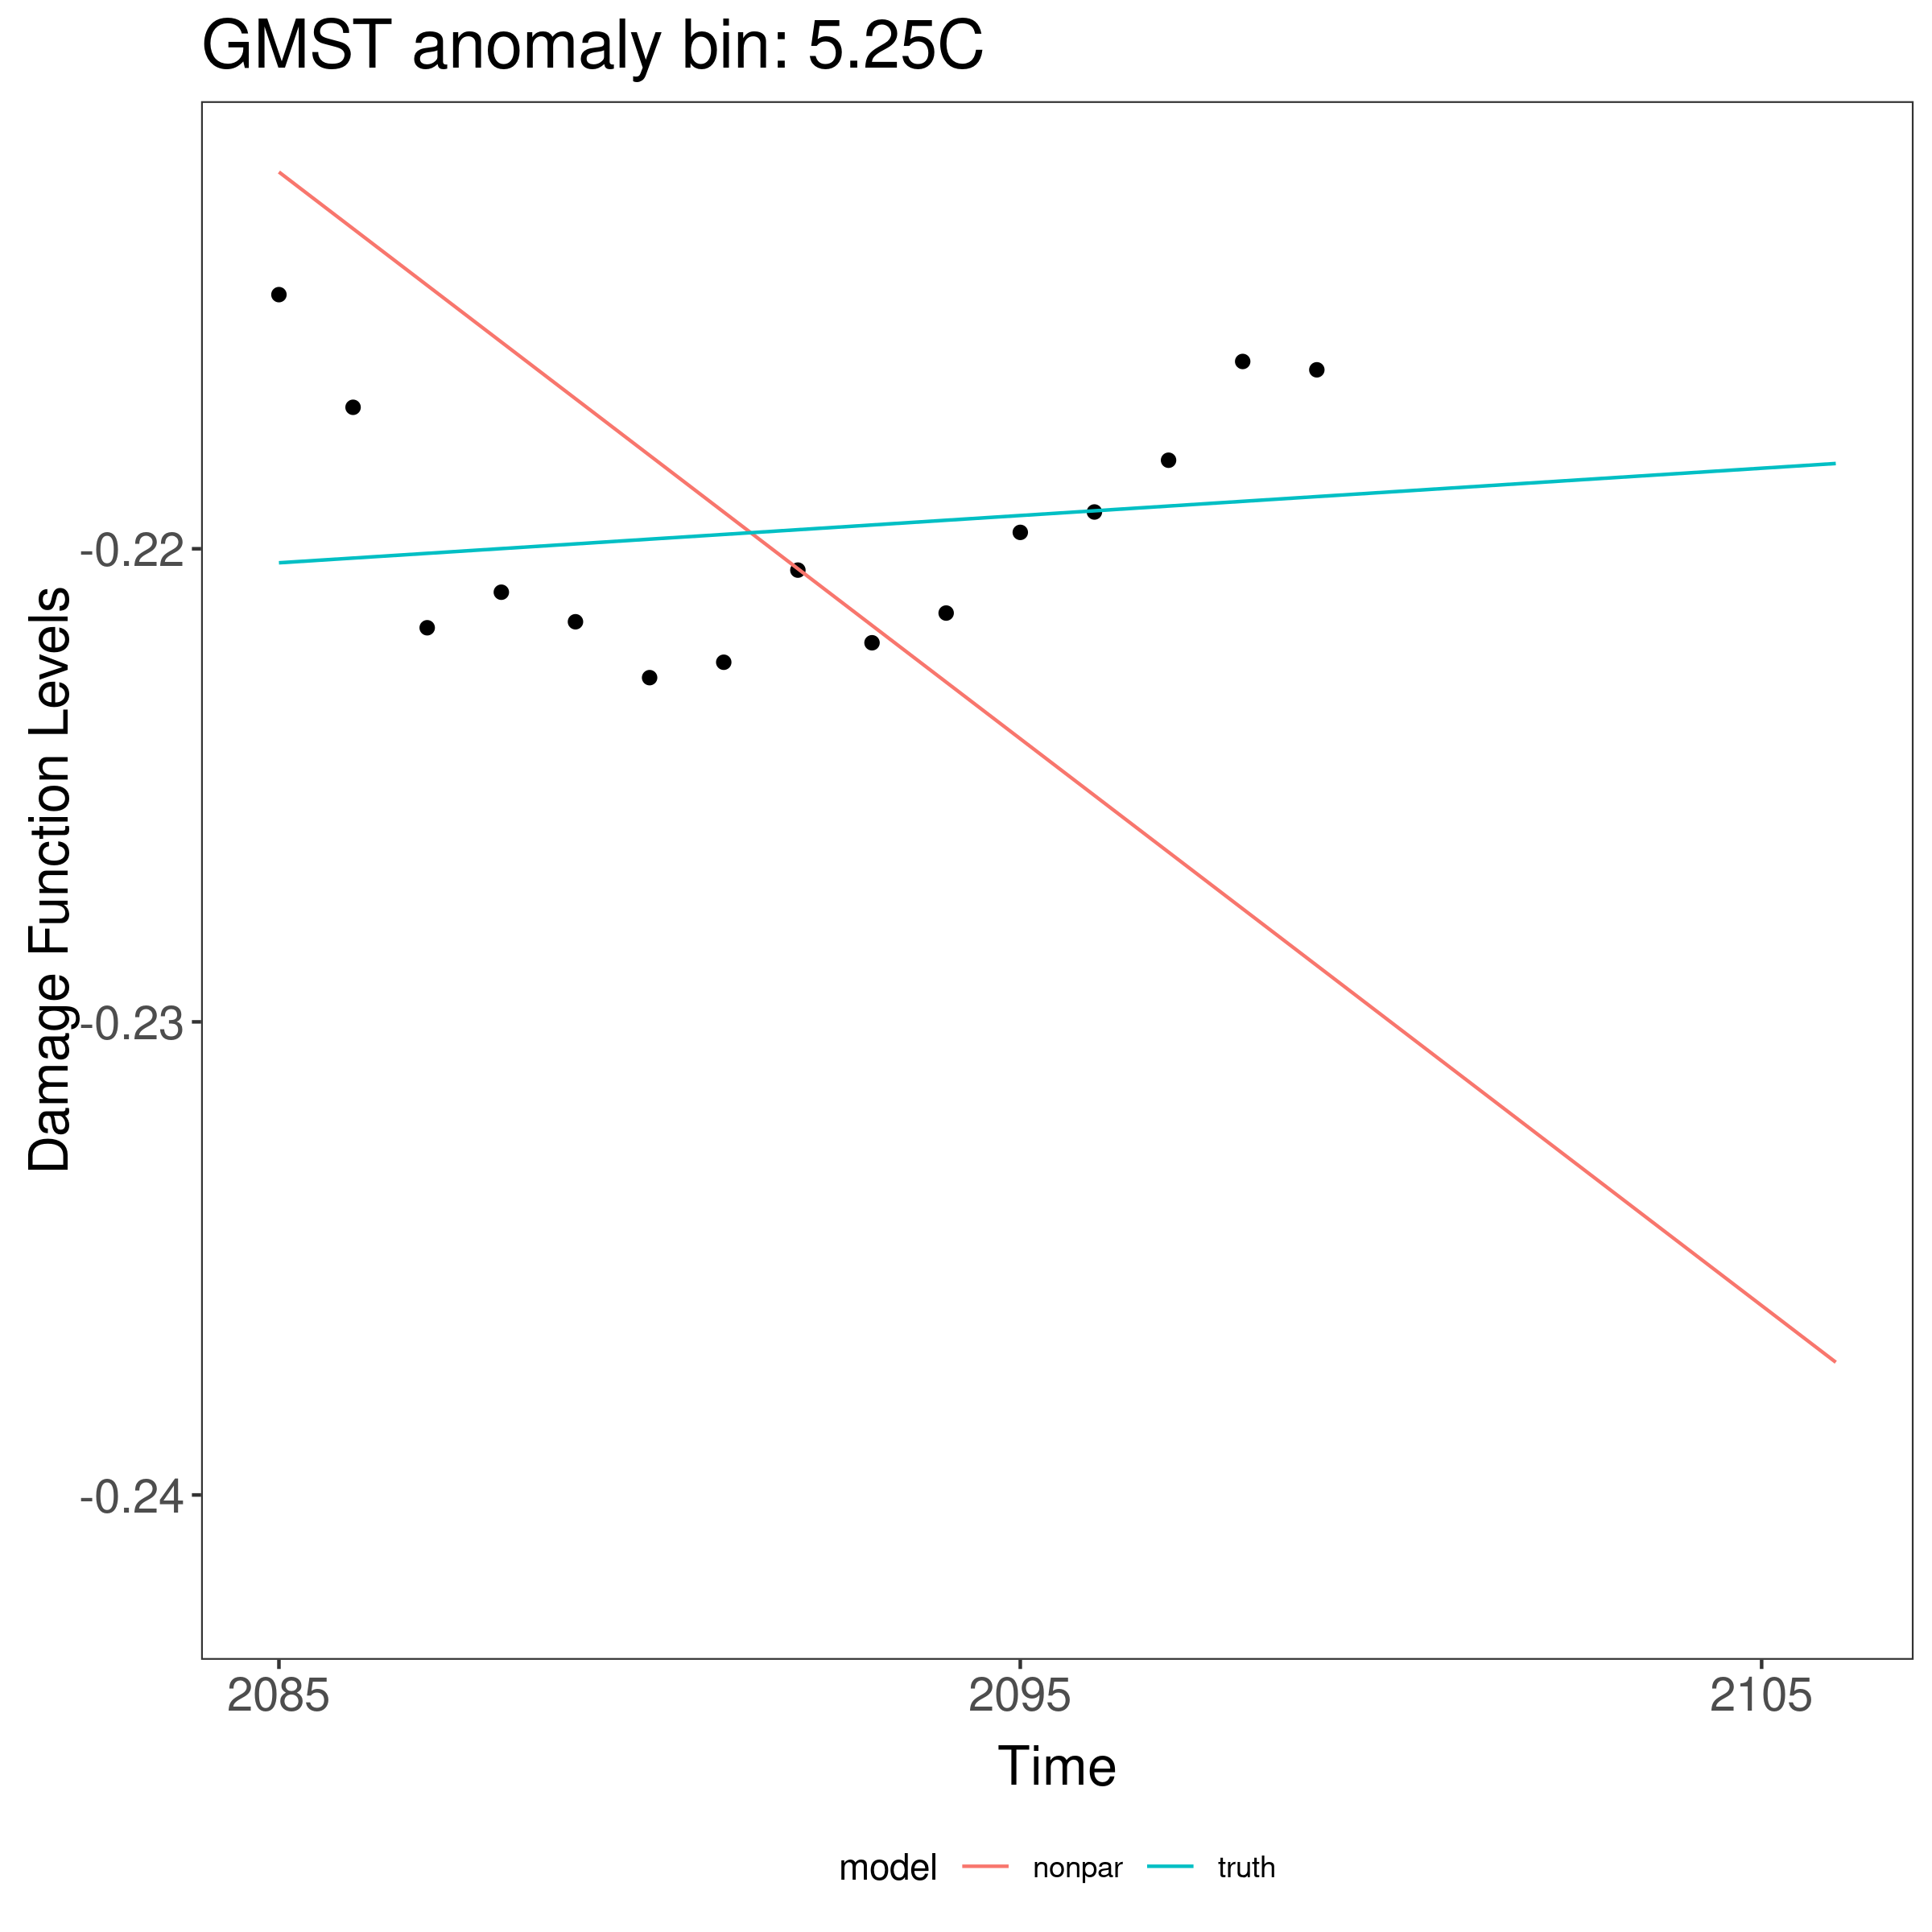 GMST anomaly bin: 5.25C
Damage Function Levels
-0.22
-0.23
-0.24
2085 2095 2105
Time
model nonpar truth